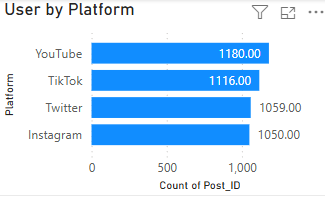 User by Platform
Platform
YouTube 1180.00
TikTok 1116.00
Twitter 1059.00
Instagram 1050.00
0 500 1,000
Count of Post_ID